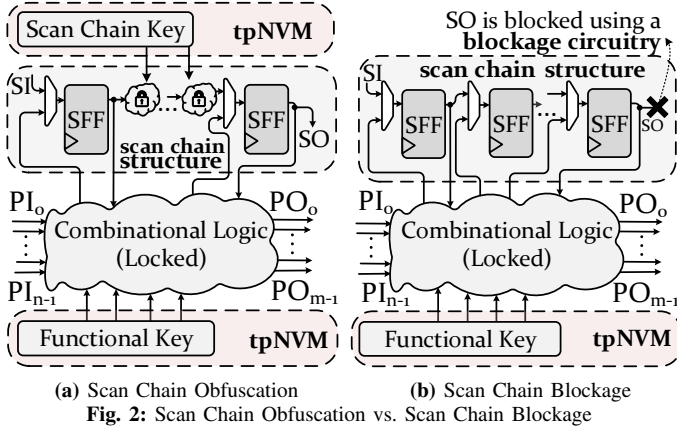 Scan Chain Key
tpNVM
SO is blocked using a
blockage circuitry
SI
SFF
...
SFF
SO
scan chain
structure
SI
scan chain structure
SFF
SFF
...
SFF
SO
PI0
PIn-1
Combinational Logic
(Locked)
PO0
POm-1
PI0
PIn-1
Combinational Logic
(Locked)
PO0
POm-1
Functional Key
tpNVM
Functional Key
tpNVM
(a) Scan Chain Obfuscation
(b) Scan Chain Blockage
Fig. 2: Scan Chain Obfuscation vs. Scan Chain Blockage